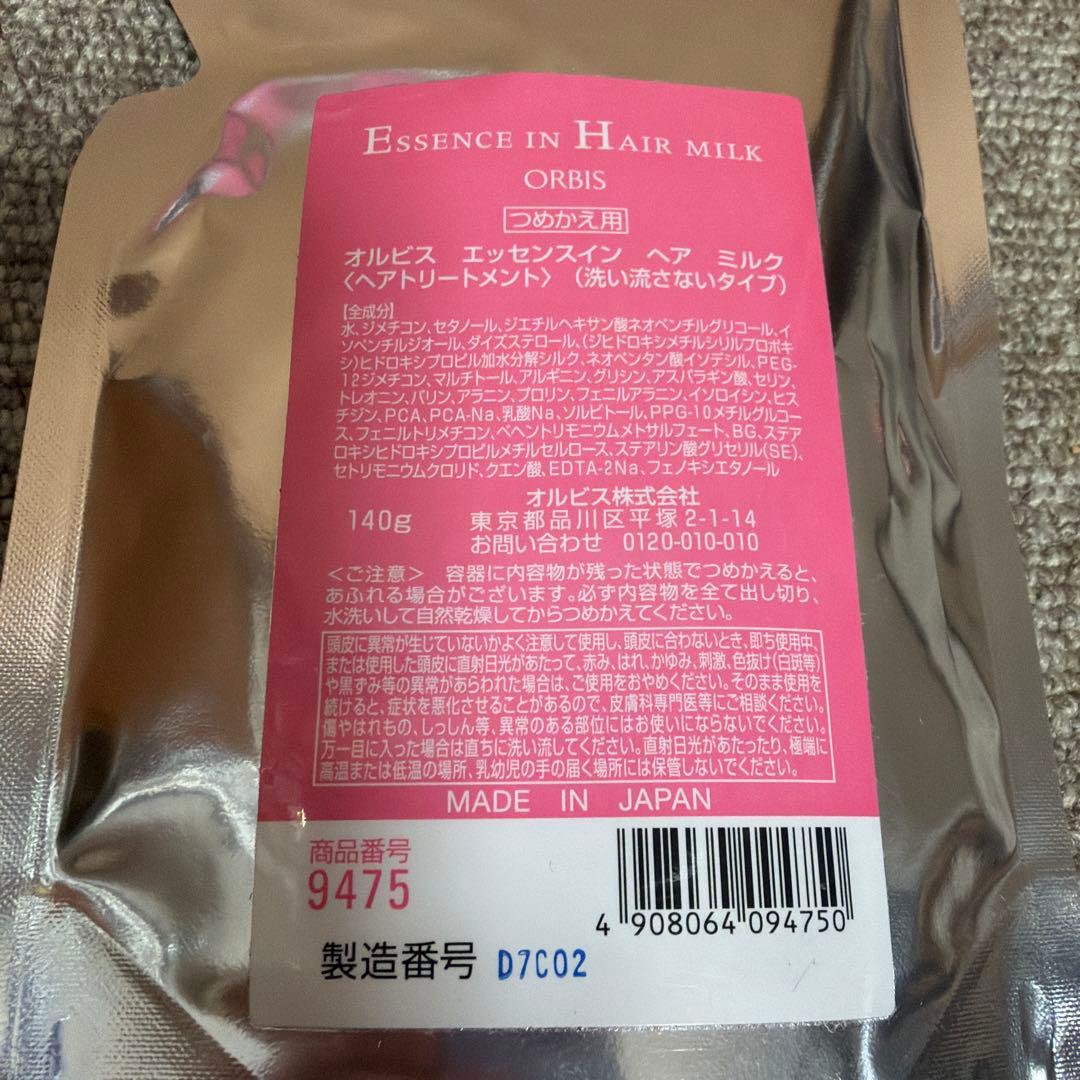 ESSENCE IN HAIR MILK
ORBIS
つめかえ用
オルビス エッセンスイン ヘア ミルク
〈ヘアトリートメント〉（洗い流さないタイプ）
【全成分】
水、ジメチコン、セタノール、ジエチルヘキサン酸ネオペンチルグリコール、イ
ソペンチルジオール、ダイズステロール、(ジヒドロキシメチルシリルプロポキ
シ)ヒドロキシプロピル加水分解シルク、ネオペンタン酸イソデシル、PEG-
12ジメチコン、マルチトール、アルギニン、グリシン、アスパラギン酸、セリン、
トレオニン、バリン、アラニン、プロリン、フェニルアラニン、イソロイシン、ヒス
チジン、PCA、PCA-Na、乳酸Na、ソルビトール、PPG-10メチルグルコー
ス、フェニルトリメチコン、ベヘントリモニウムメトサルフェート、BG、ステア
ロキシヒドロキシプロピルメチルセルロース、ステアリン酸グリセリル(SE)、
セトリモニウムクロリド、クエン酸、EDTA-2Na、フェノキシエタノール
オルビス株式会社
140g 東京都品川区平塚2-1-14
お問い合わせ 0120-010-010
＜ご注意＞ 容器に内容物が残った状態でつめかえると、
あふれる場合がございます。必ず内容物を全て出し切り、
水洗いして自然乾燥してからつめかえてください。
頭皮に異常が生じていないかよく注意して使用し、頭皮に合わないとき、即ち使用中、
または使用した頭皮に直射日光があたって、赤み、はれ、かゆみ、刺激、色抜け(白斑等)
や黒ずみ等の異常があらわれた場合は、ご使用をおやめください。そのまま使用を
続けると、症状を悪化させることがあるので、皮膚科専門医等にご相談ください。
傷やはれもの、しっしん等、異常のある部位にはお使いにならないでください。
万一目に入った場合は直ちに洗い流してください。直射日光があたったり、極端に
高温または低温の場所、乳幼児の手の届く場所には保管しないでください。
MADE IN JAPAN
商品番号
9475
4 908064 094750
製造番号 D7C02